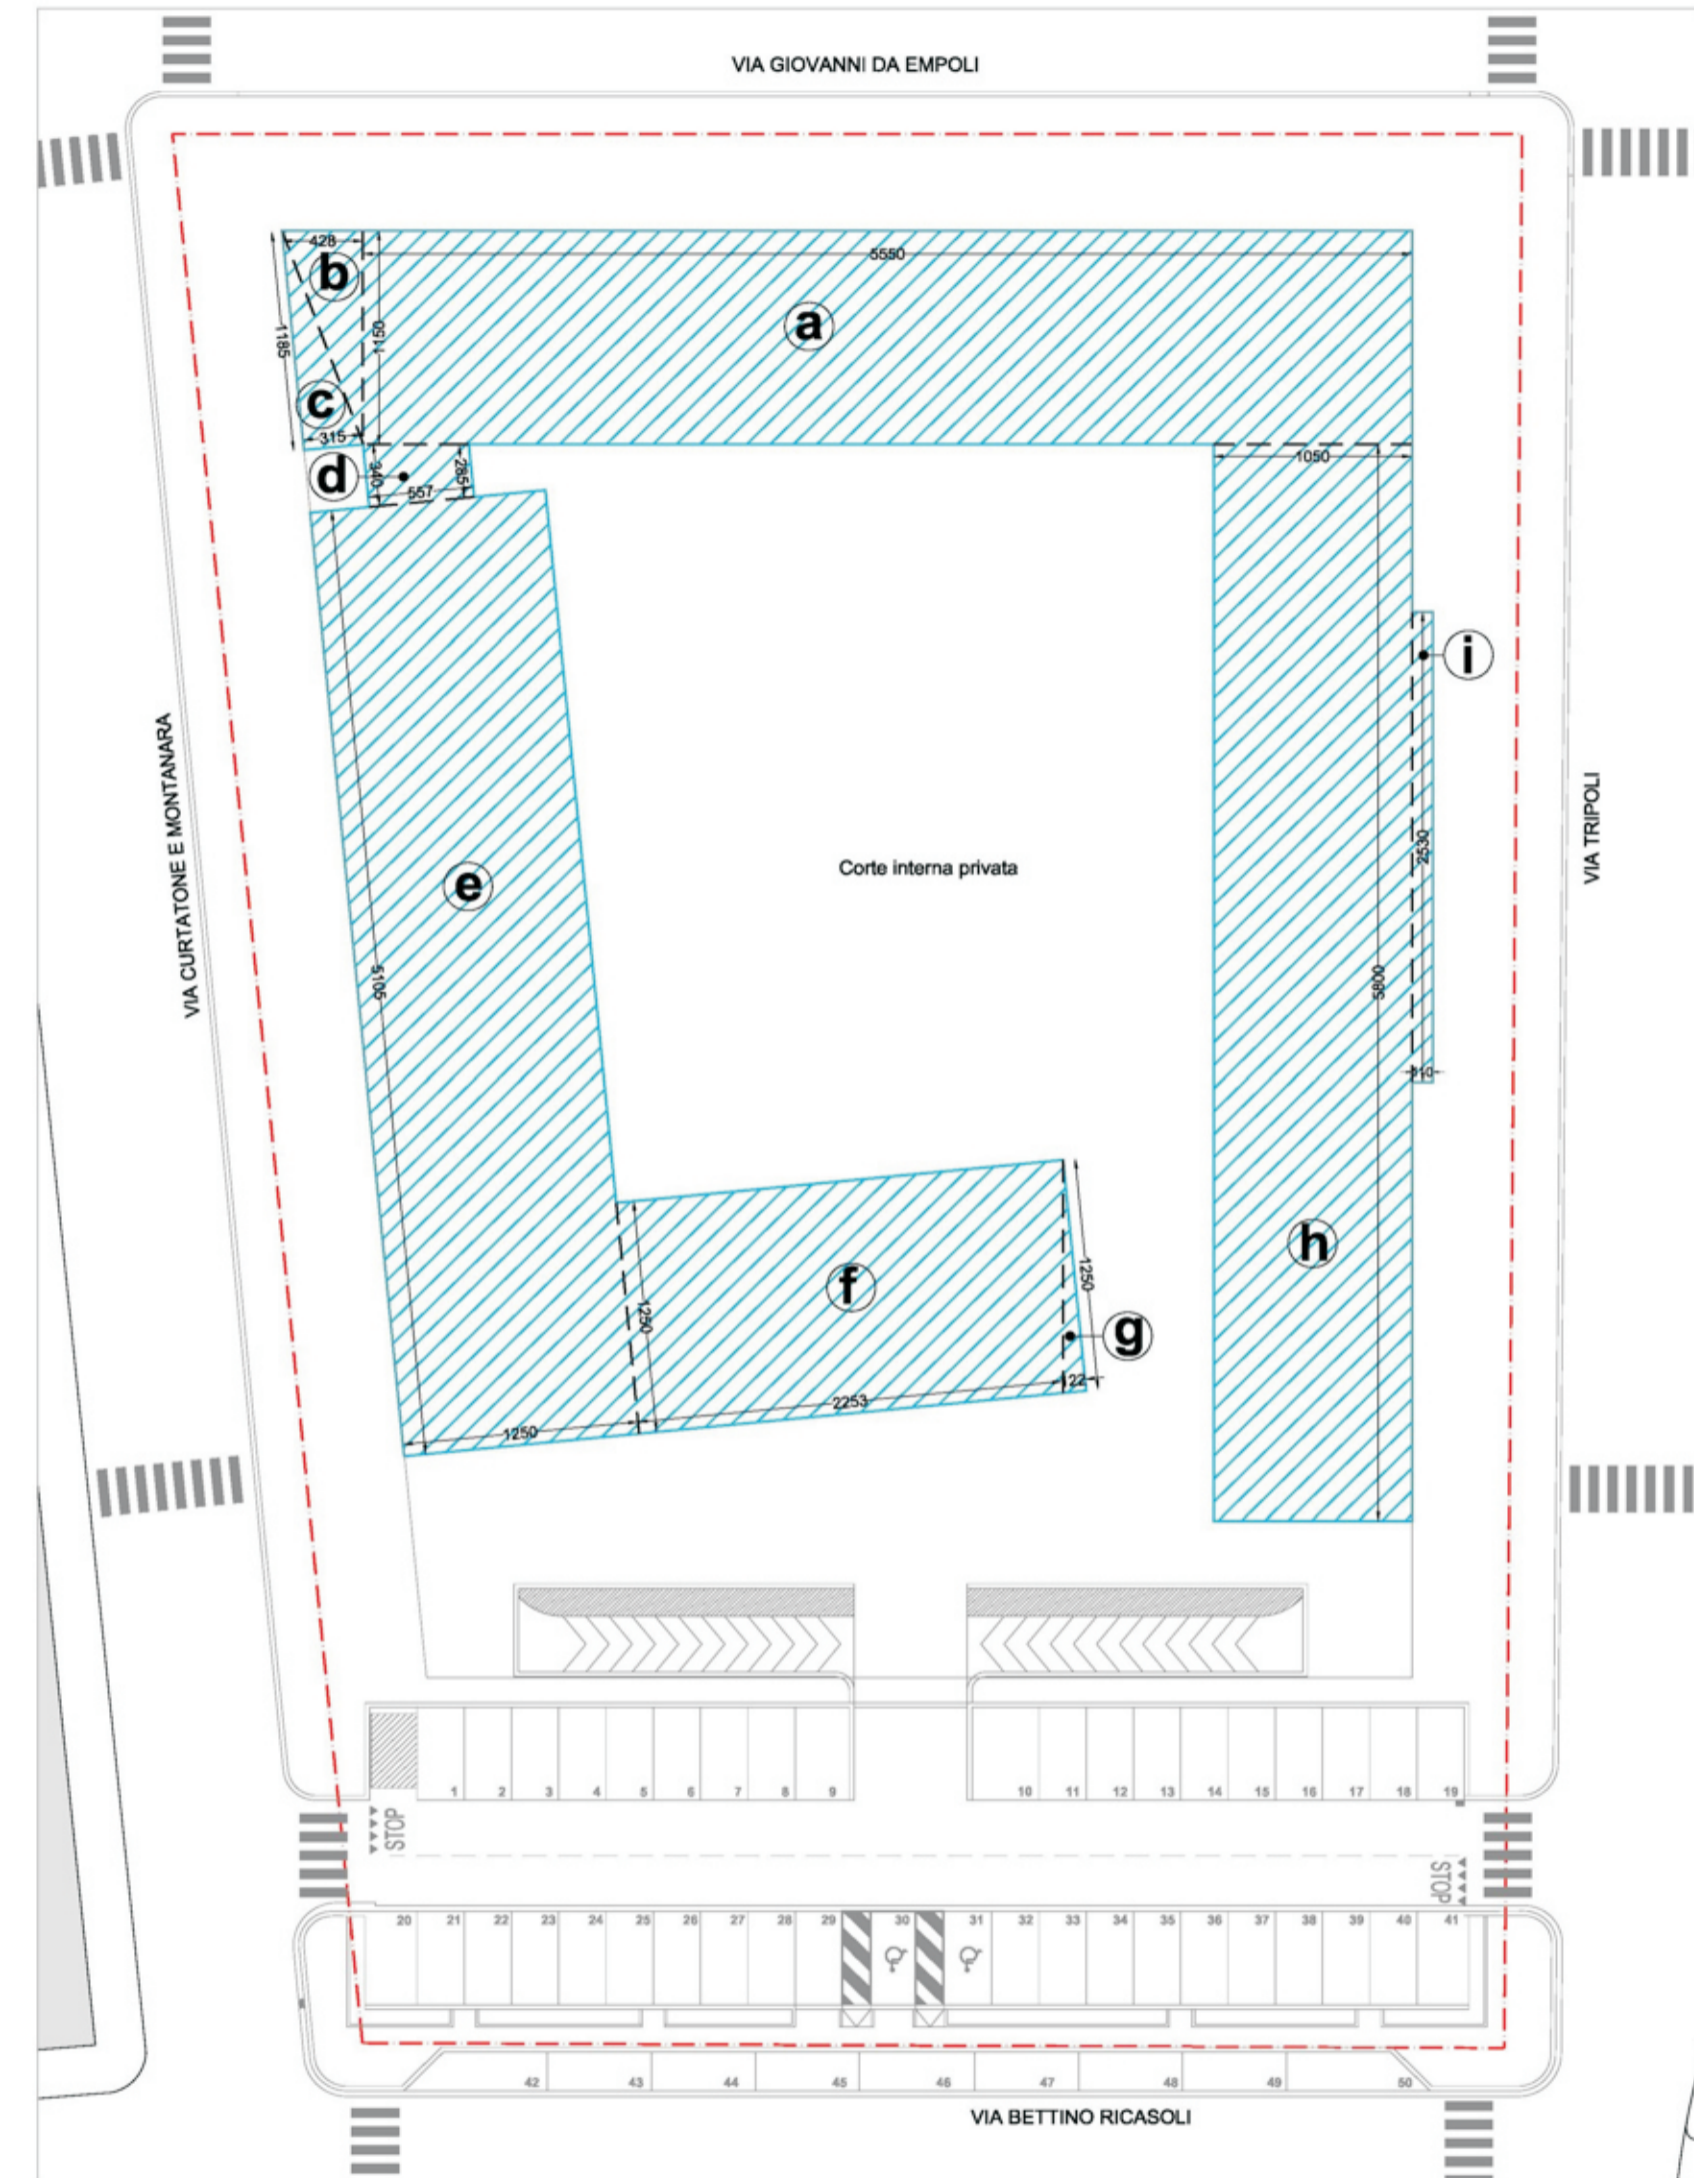 VIA GIOVANNI DA EMPOLI
428
b
5550
a
1185
1150
c
315
d
340
285
557
1050
i
VIA CURTATONE E MONTANARA
VIA TRIPOLI
2530
Corte interna privata
e
5105
5800
h
f
1250
1250
g
122
2253
1250
1 2 3 4 5 6 7 8 9 10 11 12 13 14 15 16 17 18 19
STOP
STOP
20 21 22 23 24 25 26 27 28 29 30 31 32 33 34 35 36 37 38 39 40 41
42 43 44 45 46 47 48 49 50
VIA BETTINO RICASOLI